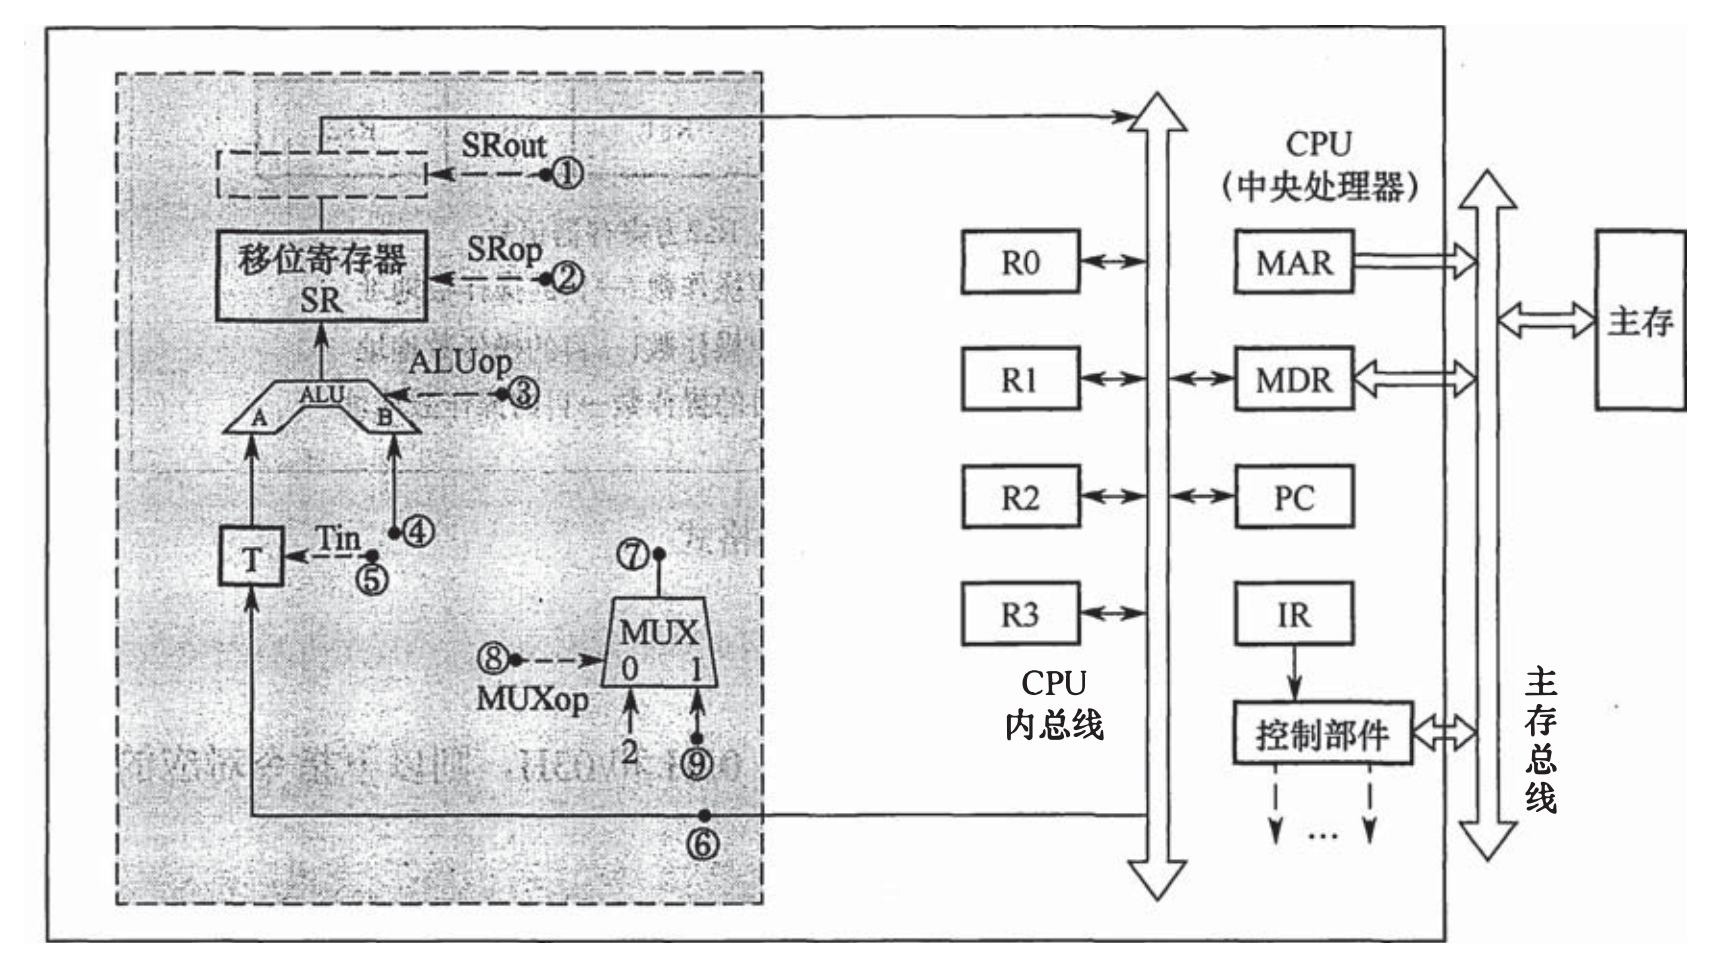 SRout
①
移位寄存器
SR
SRop
②
ALUop
③
ALU
A
B
④
T
Tin
⑤
⑥
⑦
MUX
0
1
⑧
MUXop
2
⑨
R0
R1
R2
R3
CPU
内总线
CPU
(中央处理器)
MAR
MDR
PC
IR
控制部件
...
主存
主
存
总
线